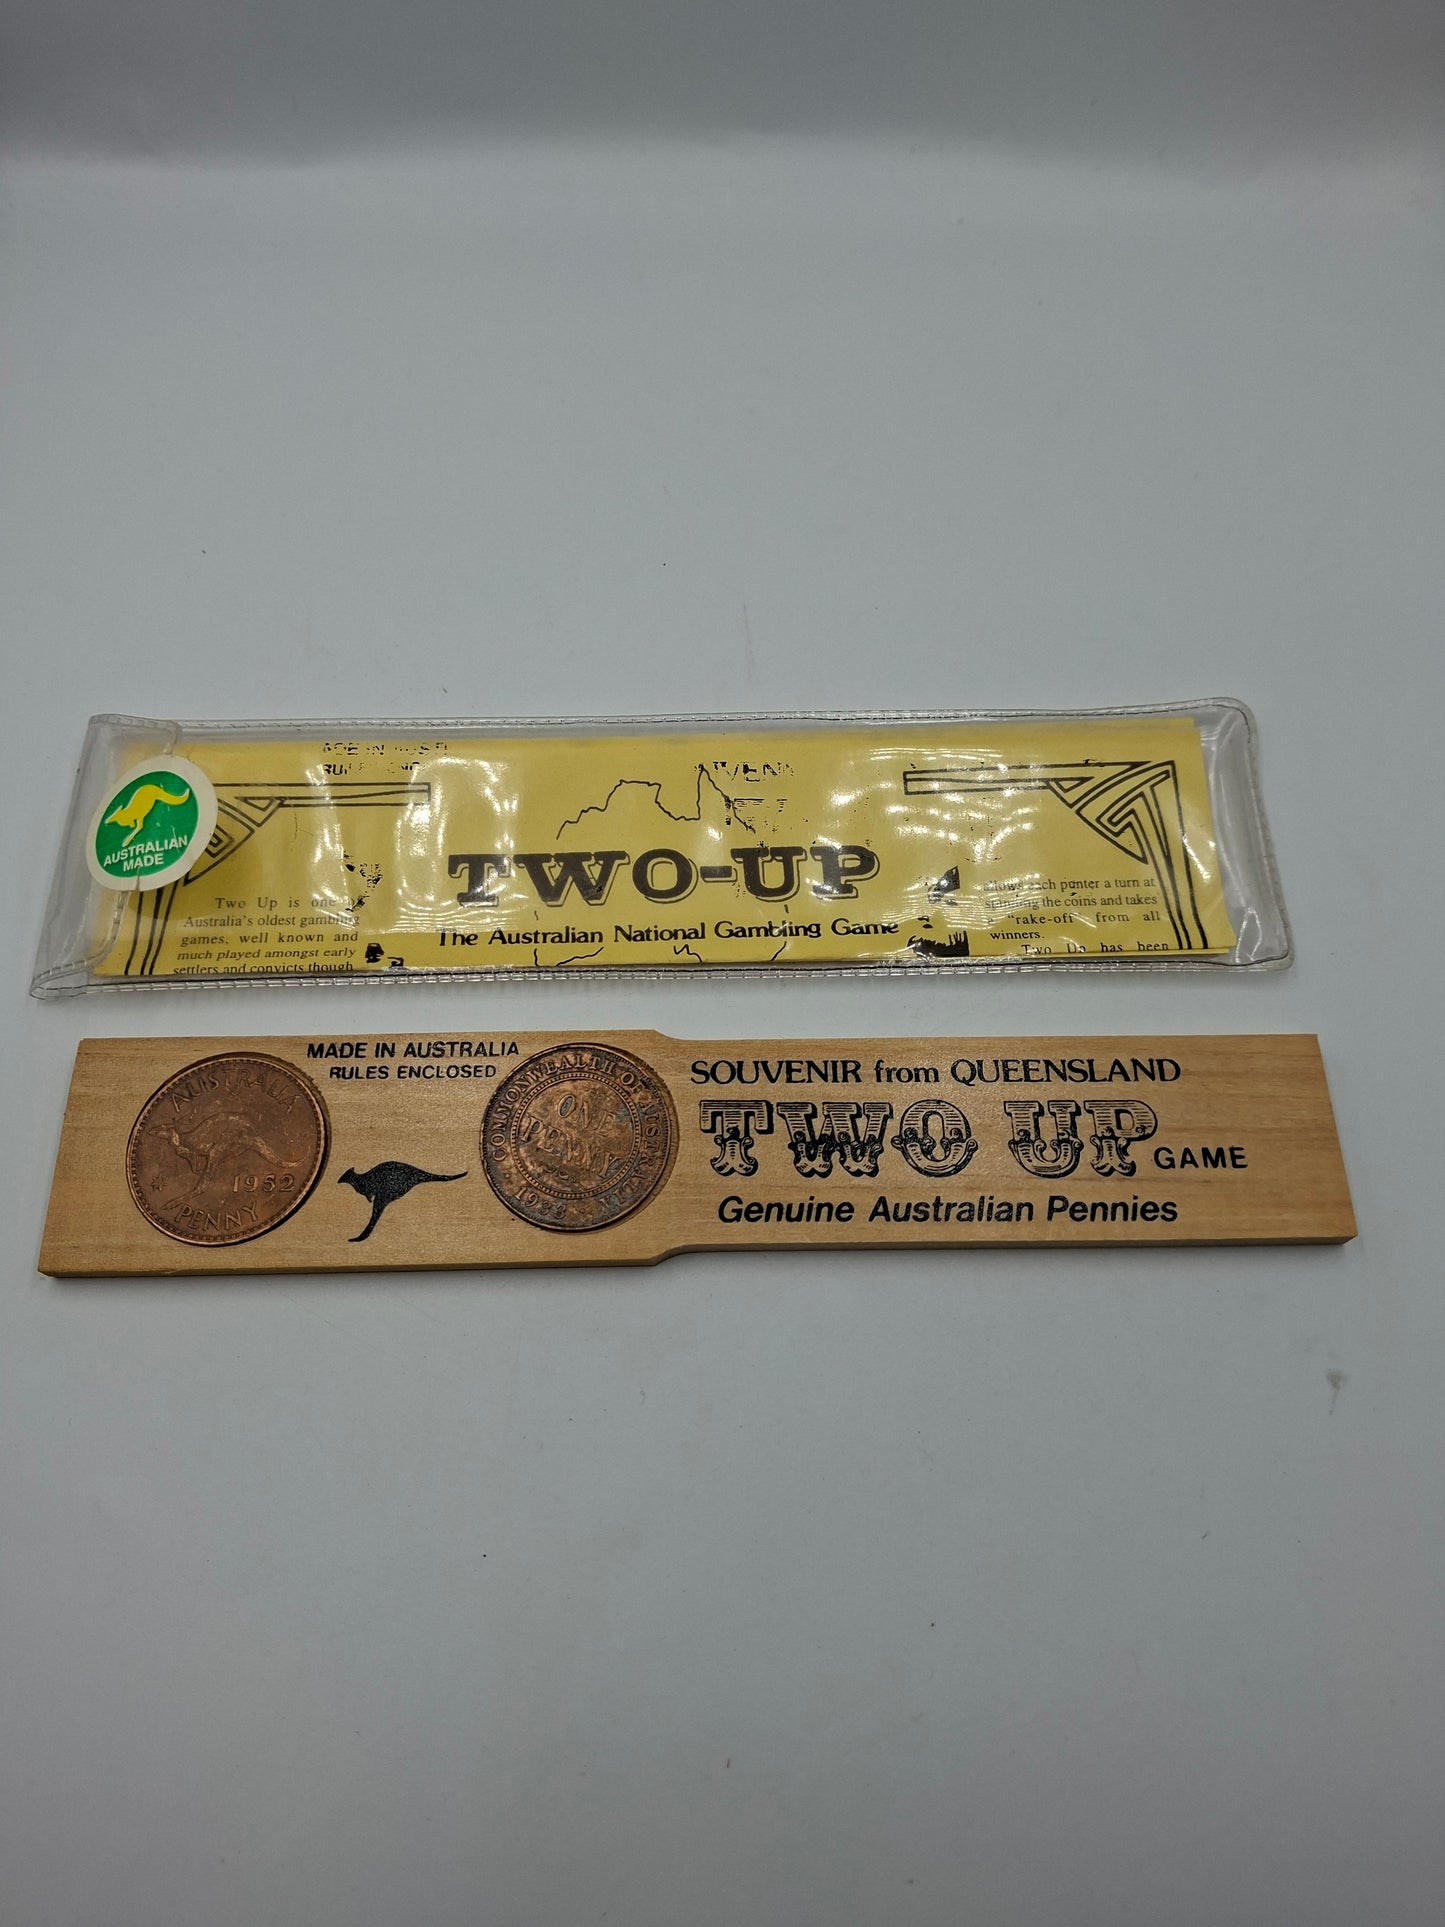 AUSTRALIAN
MADE
TWO-UP
The Australian National Gambling Game
Two Up is one
Australia's oldest gambling
games, well known and
much played amongst early
settlers and convicts though
allows each punter a turn at
spinning the coins and takes
"rake-off" from all
winners.
Two Up has been
AUSTRALIA
1952
PENNY
MADE IN AUSTRALIA
RULES ENCLOSED
COMMONWEALTH OF AUSTRALIA
ONE
PENNY
SOUVENIR from QUEENSLAND
TWO UP GAME
Genuine Australian Pennies